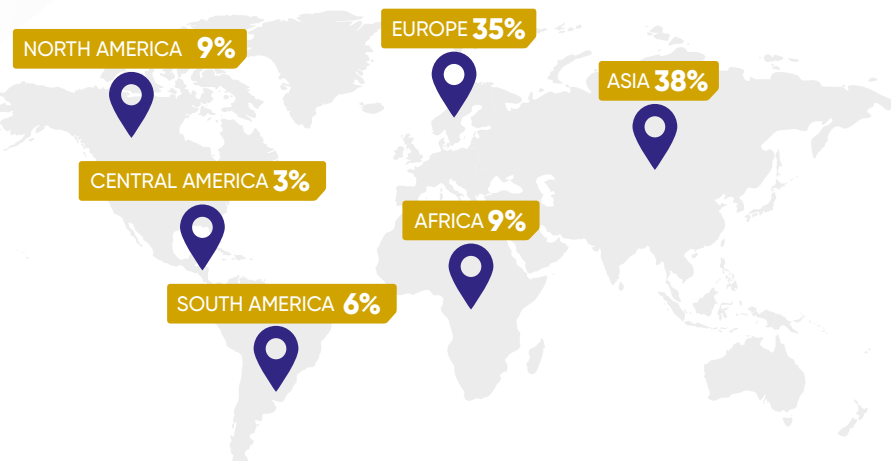 EUROPE 35%
NORTH AMERICA 9%
ASIA 38%
CENTRAL AMERICA 3%
AFRICA 9%
SOUTH AMERICA 6%